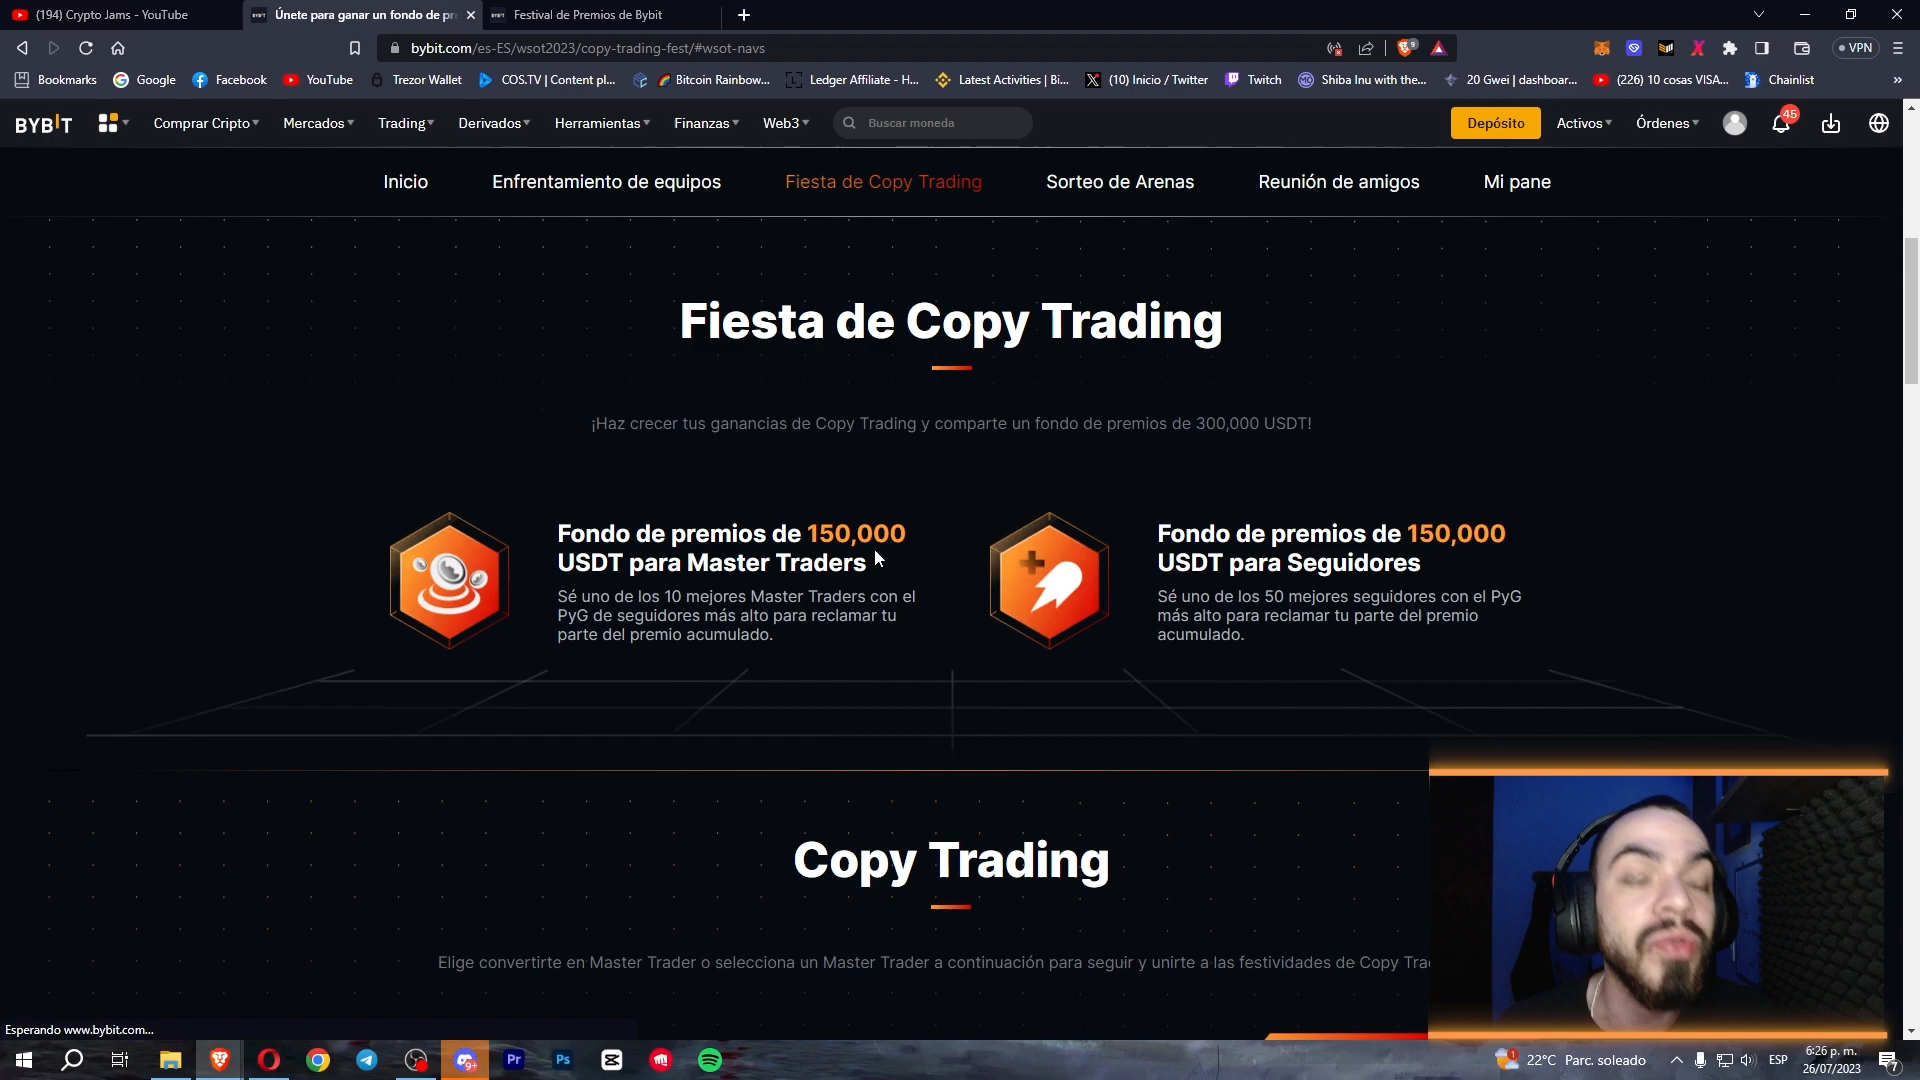 (194) Crypto Jams - YouTube
Únete para ganar un fondo de pr
Festival de Premios de Bybit
bybit.com/es-ES/wsot2023/copy-trading-fest/#wsot-navs
9
VPN
Bookmarks
Google
Facebook
YouTube
Trezor Wallet
COS.TV | Content pl...
Bitcoin Rainbow...
Ledger Affiliate - H...
Latest Activities | Bi...
(10) Inicio / Twitter
Twitch
Shiba Inu with the...
20 Gwei | dashboar...
(226) 10 cosas VISA...
Chainlist
BYBIT
Comprar Cripto
Mercados
Trading
Derivados
Herramientas
Finanzas
Web3
Buscar moneda
Depósito
Activos
Órdenes
45
Inicio
Enfrentamiento de equipos
Fiesta de Copy Trading
Sorteo de Arenas
Reunión de amigos
Mi pane
Fiesta de Copy Trading
¡Haz crecer tus ganancias de Copy Trading y comparte un fondo de premios de 300,000 USDT!
Fondo de premios de 150,000
USDT para Master Traders
Sé uno de los 10 mejores Master Traders con el
PyG de seguidores más alto para reclamar tu
parte del premio acumulado.
Fondo de premios de 150,000
USDT para Seguidores
Sé uno de los 50 mejores seguidores con el PyG
más alto para reclamar tu parte del premio
acumulado.
Copy Trading
Elige convertirte en Master Trader o selecciona un Master Trader a continuación para seguir y unirte a las festividades de Copy Tra
Esperando www.bybit.com...
9+
Pr
Ps
1
22°C Parc. soleado
ESP
6:26 p. m.
26/07/2023
7